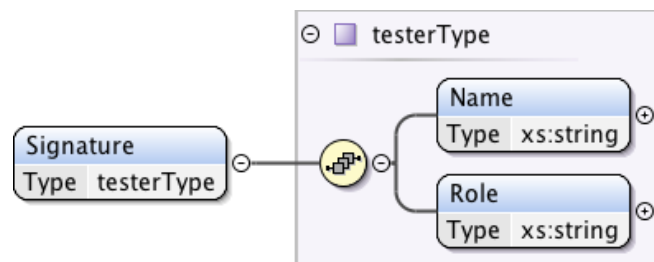 testerType
Name
Type xs:string
Signature
Type testerType
Role
Type xs:string